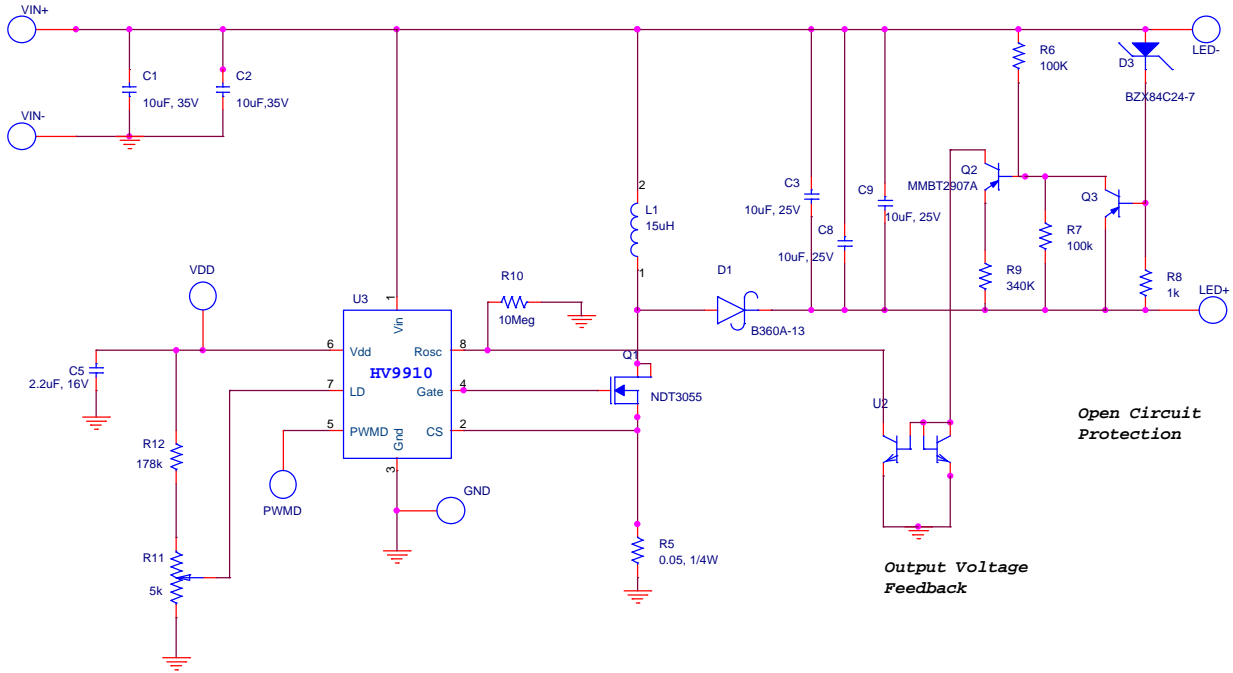 VIN+
LED-
R6
100K
D3
BZX84C24-7
C1
10uF, 35V
C2
10uF,35V
VIN-
Q2
MMBT2907A
Q3
C3
10uF, 25V
C9
10uF, 25V
2
L1
15uH
1
C8
10uF, 25V
R7
100k
R9
340K
R8
1k
LED+
VDD
R10
10Meg
D1
B360A-13
U3
1
Vin
6
Vdd
Rosc
8
HV9910
7
LD
Gate
4
5
PWMD
CS
2
Gnd
3
Q1
NDT3055
C5
2.2uF, 16V
U2
Open Circuit
Protection
R12
178k
PWMD
GND
R11
5k
R5
0.05, 1/4W
Output Voltage
Feedback